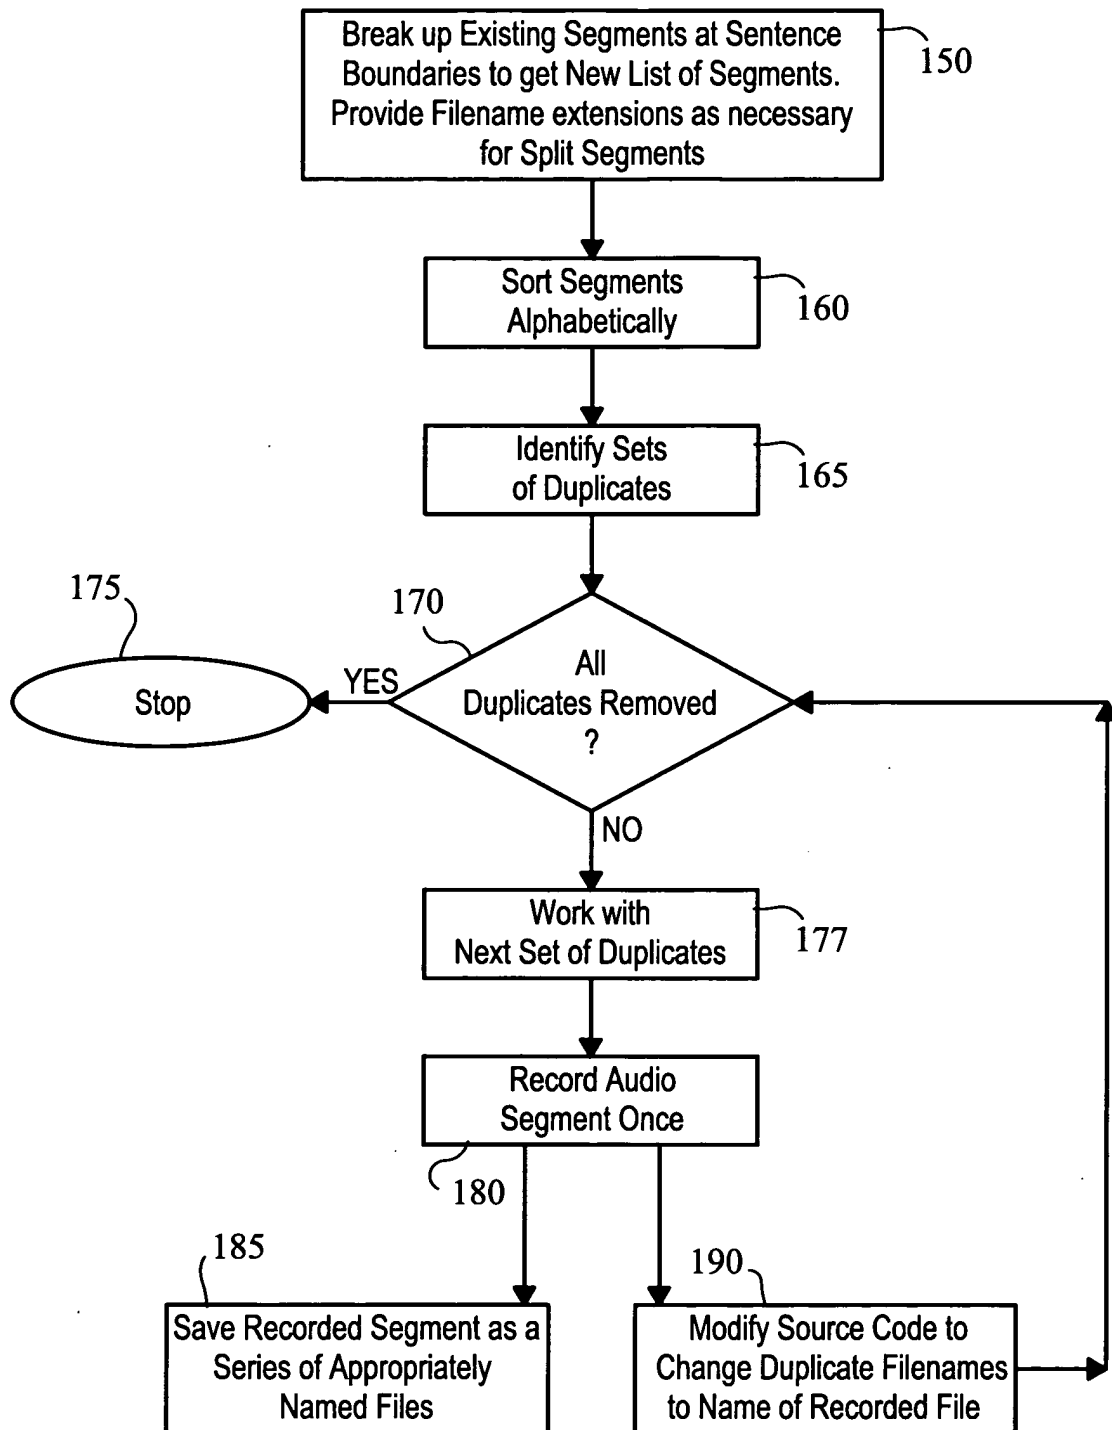 Break up Existing Segments at Sentence
Boundaries to get New List of Segments.
Provide Filename extensions as necessary
for Split Segments
150
Sort Segments
Alphabetically
160
Identify Sets
of Duplicates
165
175
170
Stop
YES
All
Duplicates Removed
?
NO
Work with
Next Set of Duplicates
177
Record Audio
Segment Once
180
185
190
Save Recorded Segment as a
Series of Appropriately
Named Files
Modify Source Code to
Change Duplicate Filenames
to Name of Recorded File